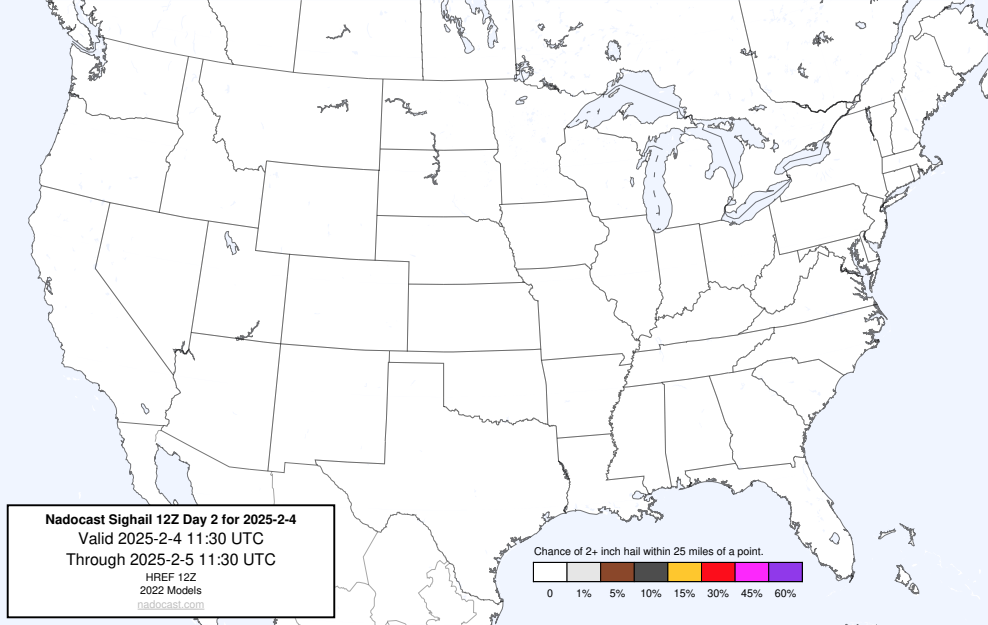 Nadocast Sighail 12Z Day 2 for 2025-2-4
Valid 2025-2-4 11:30 UTC
Through 2025-2-5 11:30 UTC
HREF 12Z
2022 Models
nadocast.com
Chance of 2+ inch hail within 25 miles of a point.
0 1% 5% 10% 15% 30% 45% 60%